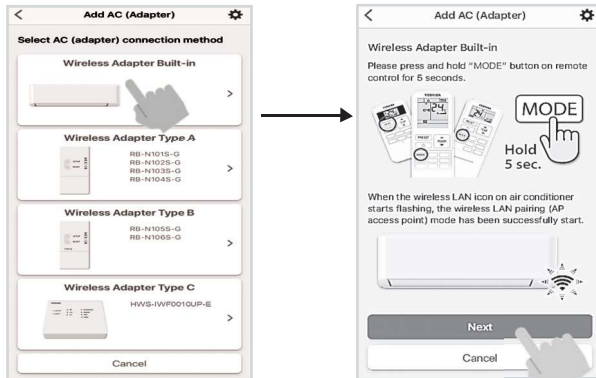 Add AC (Adapter)
Select AC (adapter) connection method
Wireless Adapter Built-in
Wireless Adapter Type A
RB-N101S-G
RB-N102S-G
RB-N103S-G
RB-N104S-G
Wireless Adapter Type B
RB-N105S-G
RB-N106S-G
Wireless Adapter Type C
HWS-IWF0010UP-E
Cancel
Add AC (Adapter)
Wireless Adapter Built-in
Please press and hold "MODE" button on remote
control for 5 seconds.
TOSHIBA
PRESET
MODE
Hold
5 sec.
When the wireless LAN icon on air conditioner
starts flashing, the wireless LAN pairing (AP
access point) mode has been successfully start.
Next
Cancel